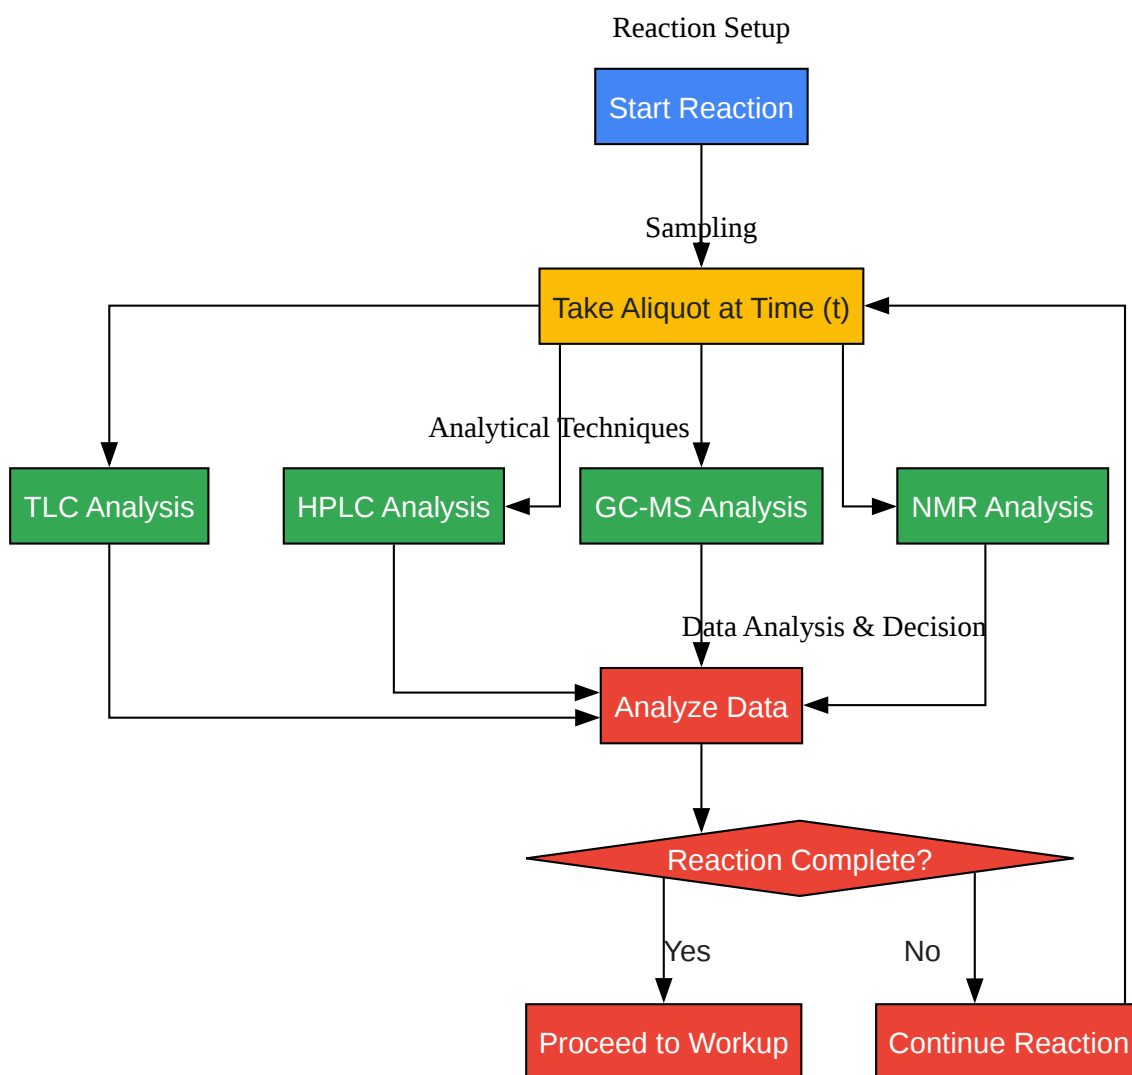 Reaction Setup
Start Reaction
Sampling
Take Aliquot at Time (t)
Analytical Techniques
TLC Analysis
HPLC Analysis
GC-MS Analysis
NMR Analysis
Data Analysis & Decision
Analyze Data
Reaction Complete?
Yes
No
Proceed to Workup
Continue Reaction